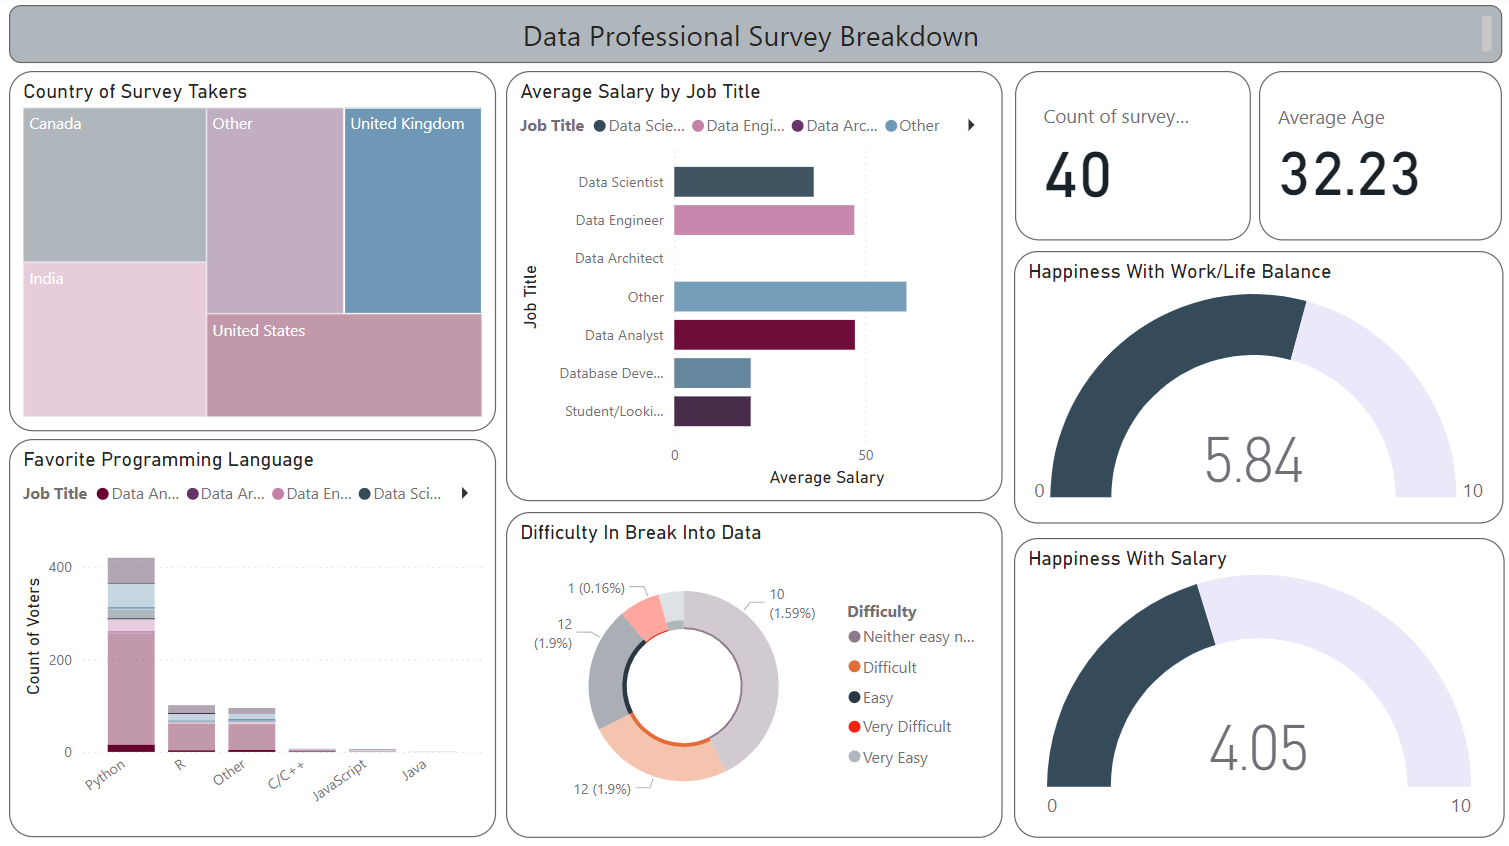 Data Professional Survey Breakdown
Country of Survey Takers
Canada
Other
United Kingdom
India
United States
Average Salary by Job Title
Job Title Data Scie... Data Engi... Data Arc... Other
Job Title
Data Scientist
Data Engineer
Data Architect
Other
Data Analyst
Database Deve...
Student/Looki...
0 50
Average Salary
Count of survey...
40
Average Age
32.23
Happiness With Work/Life Balance
5.84
0 10
Favorite Programming Language
Job Title Data An... Data Ar... Data En... Data Sci...
Count of Voters
400
200
0
Python R Other C/C++ JavaScript Java
Difficulty In Break Into Data
1 (0.16%)
10
(1.59%)
12
(1.9%)
12 (1.9%)
Difficulty
Neither easy n...
Difficult
Easy
Very Difficult
Very Easy
Happiness With Salary
4.05
0 10